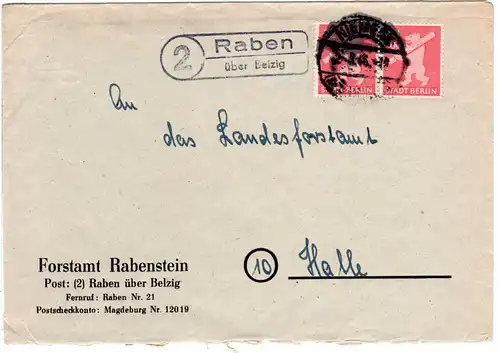 2 Raben
über Belzig
BERLIN STADT BERLIN
An
das Landesforstamt
10 Halle
Forstamt Rabenstein
Post: (2) Raben über Belzig
Fernruf: Raben Nr. 21
Postscheckkonto: Magdeburg Nr. 12019